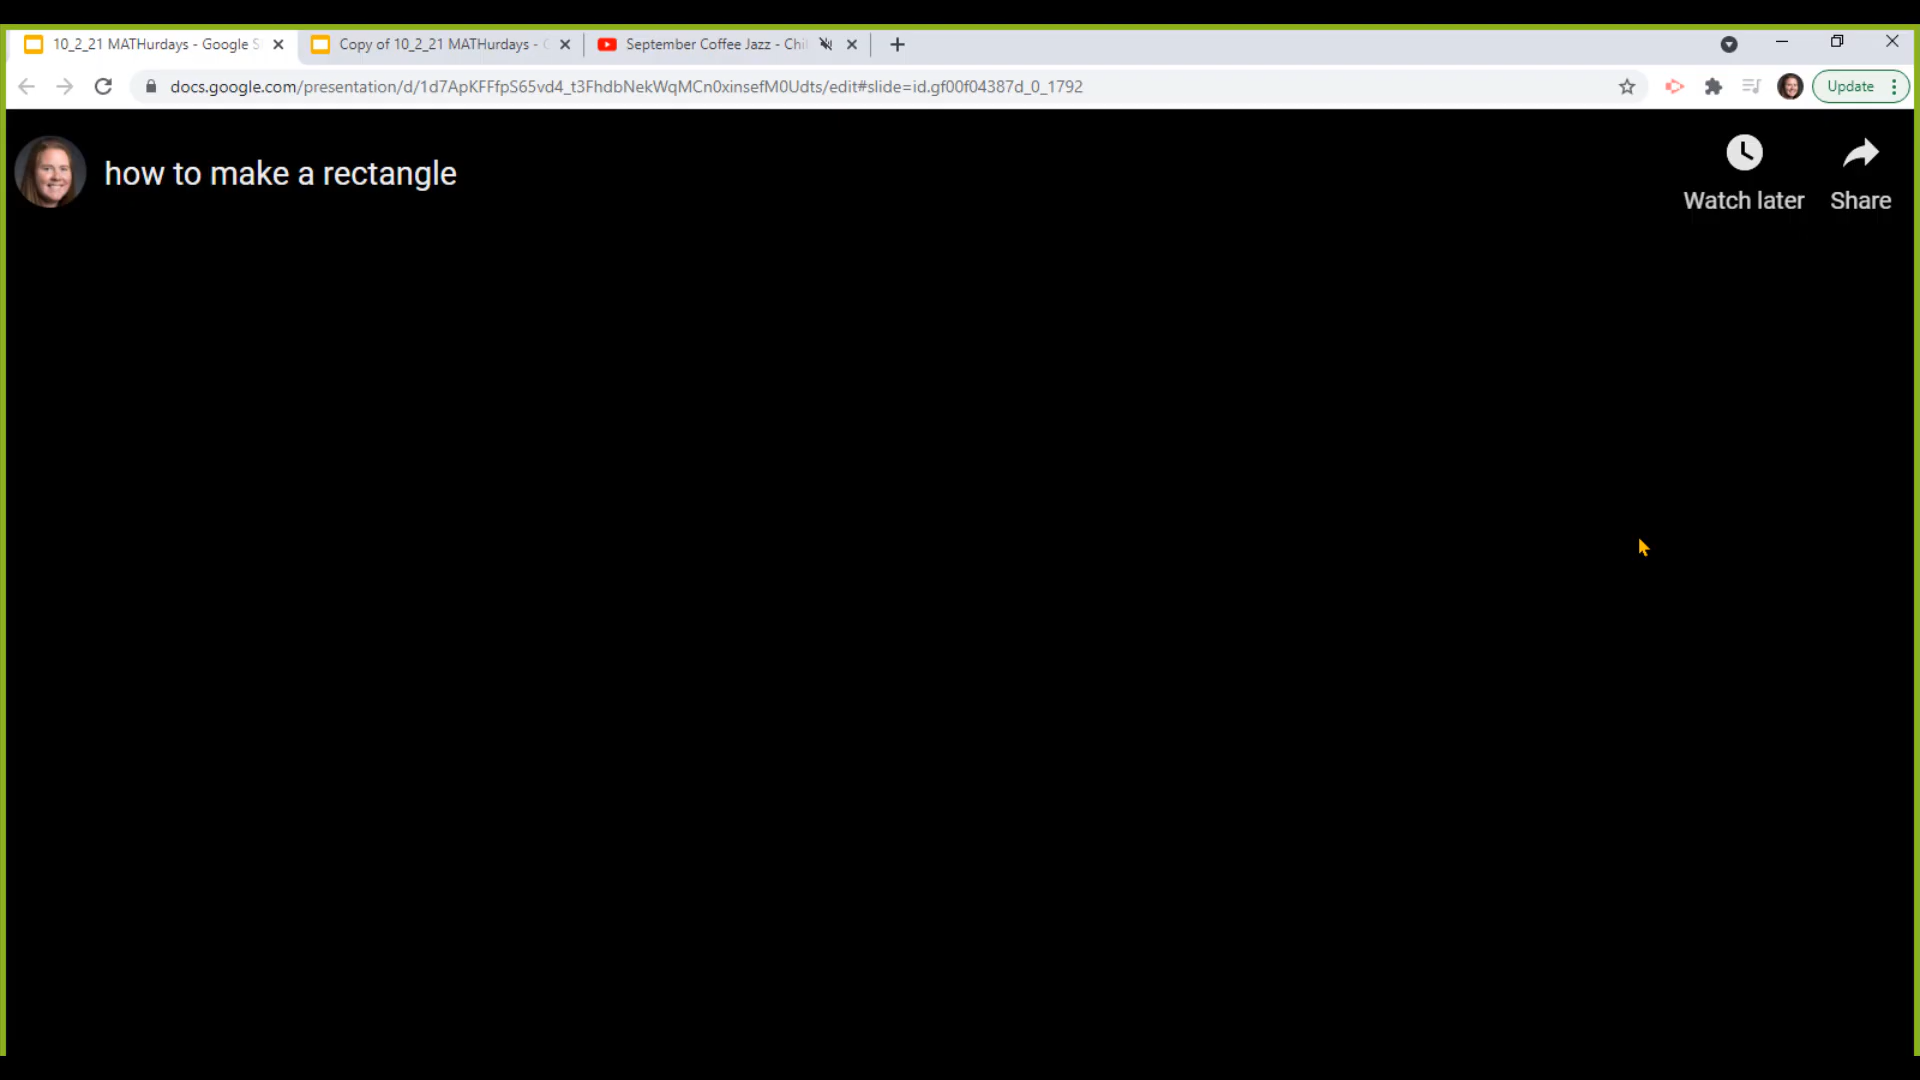 10_2_21 MATHurdays - Google S
Copy of 10_2_21 MATHurdays -
September Coffee Jazz - Chi
docs.google.com/presentation/d/1d7ApKFFfpS65vd4_t3FhdbNekWqMCn0xinsefM0Udts/edit#slide=id.gf00f04387d_0_1792
Update
how to make a rectangle
Watch later
Share